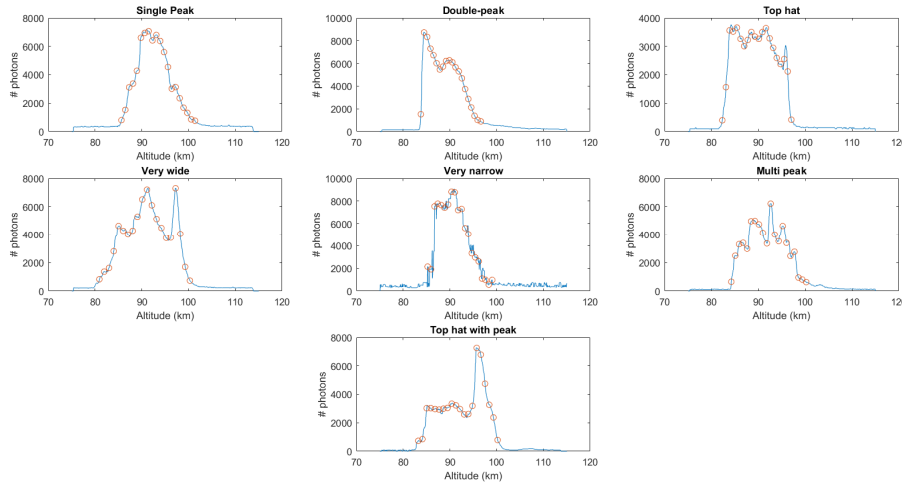 Single Peak
8000
6000
4000
2000
0
# photons
70 80 90 100 110 120
Altitude (km)
Double-peak
10000
8000
6000
4000
2000
0
# photons
70 80 90 100 110 120
Altitude (km)
Top hat
4000
3000
2000
1000
0
# photons
70 80 90 100 110 120
Altitude (km)
Very wide
8000
6000
4000
2000
0
# photons
70 80 90 100 110 120
Altitude (km)
Very narrow
10000
8000
6000
4000
2000
0
# photons
70 80 90 100 110 120
Altitude (km)
Multi peak
8000
6000
4000
2000
0
# photons
70 80 90 100 110 120
Altitude (km)
Top hat with peak
8000
6000
4000
2000
0
# photons
70 80 90 100 110 120
Altitude (km)